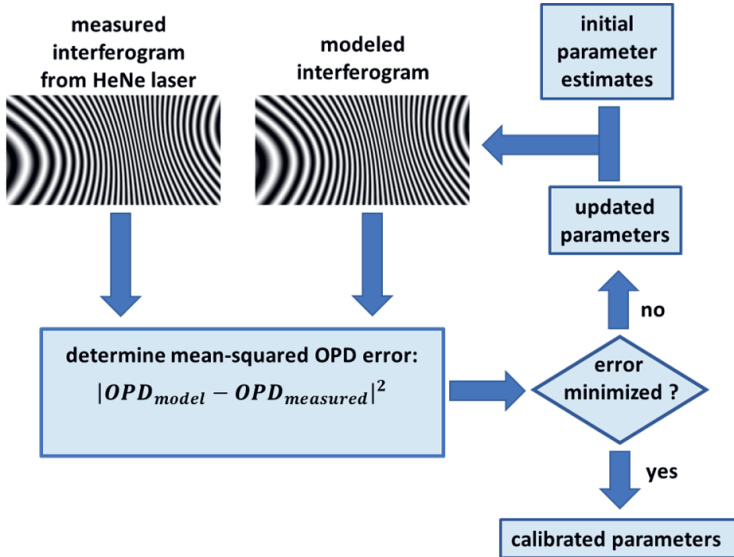 measured
interferogram
from HeNe laser
modeled
interferogram
initial
parameter
estimates
updated
parameters
no
determine mean-squared OPD error:
|OPD_model − OPD_measured|²
error
minimized ?
yes
calibrated parameters